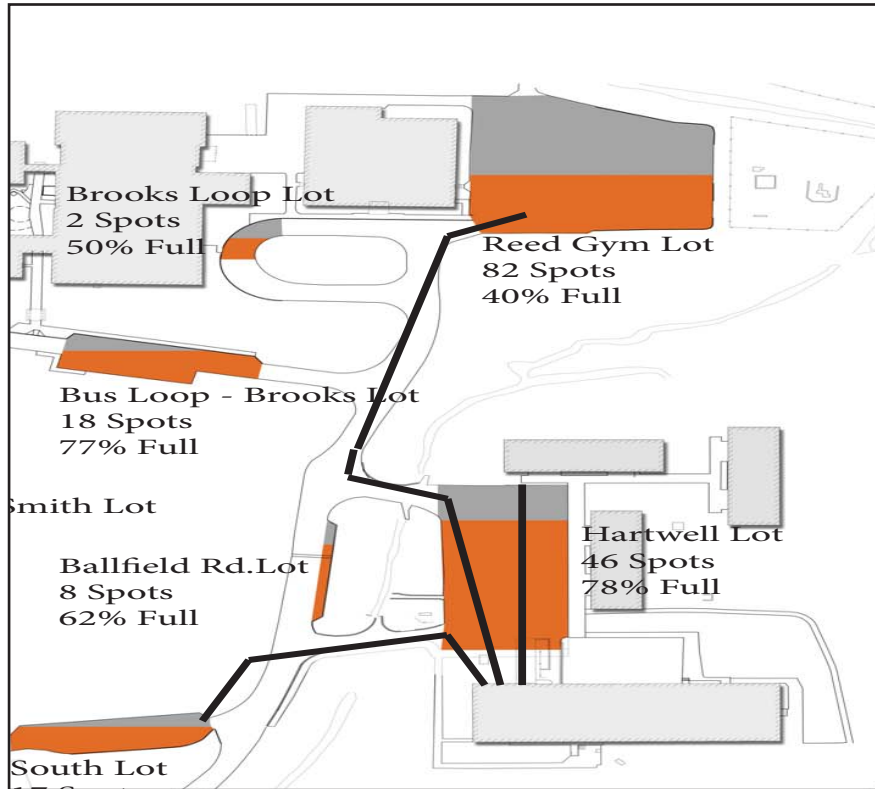 Brooks Loop Lot
2 Spots
50% Full
Reed Gym Lot
82 Spots
40% Full
Bus Loop - Brooks Lot
18 Spots
77% Full
Smith Lot
Ballfield Rd.Lot
8 Spots
62% Full
Hartwell Lot
46 Spots
78% Full
South Lot